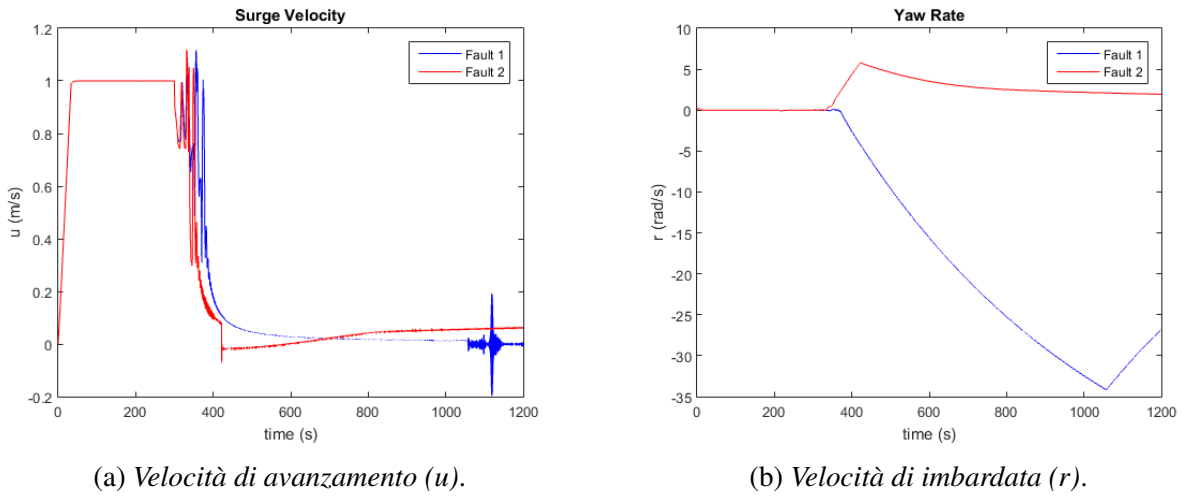 Surge Velocity
1.2
1
0.8
0.6
0.4
0.2
0
-0.2
u (m/s)
0 200 400 600 800 1000 1200
time (s)
Fault 1
Fault 2
(a) Velocità di avanzamento (u).
Yaw Rate
10
5
0
-5
-10
-15
-20
-25
-30
-35
r (rad/s)
0 200 400 600 800 1000 1200
time (s)
Fault 1
Fault 2
(b) Velocità di imbardata (r).